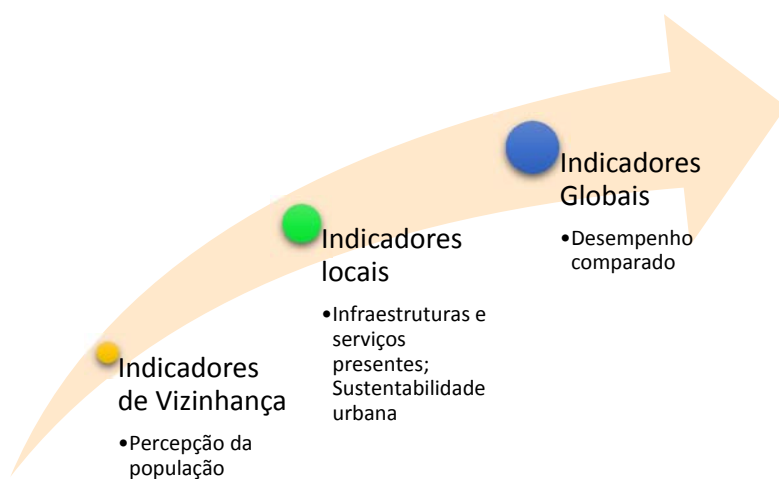 Indicadores
de Vizinhança
•Percepção da
população
Indicadores
locais
•Infraestruturas e
serviços
presentes;
Sustentabilidade
urbana
Indicadores
Globais
•Desempenho
comparado